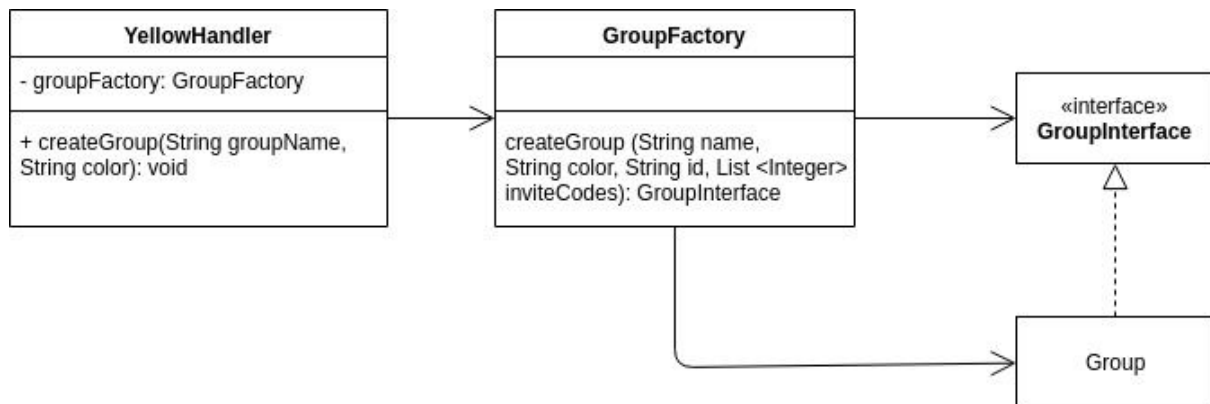 YellowHandler
- groupFactory: GroupFactory
+ createGroup(String groupName,
String color): void
GroupFactory
createGroup (String name,
String color, String id, List <Integer>
inviteCodes): GroupInterface
«interface»
GroupInterface
Group